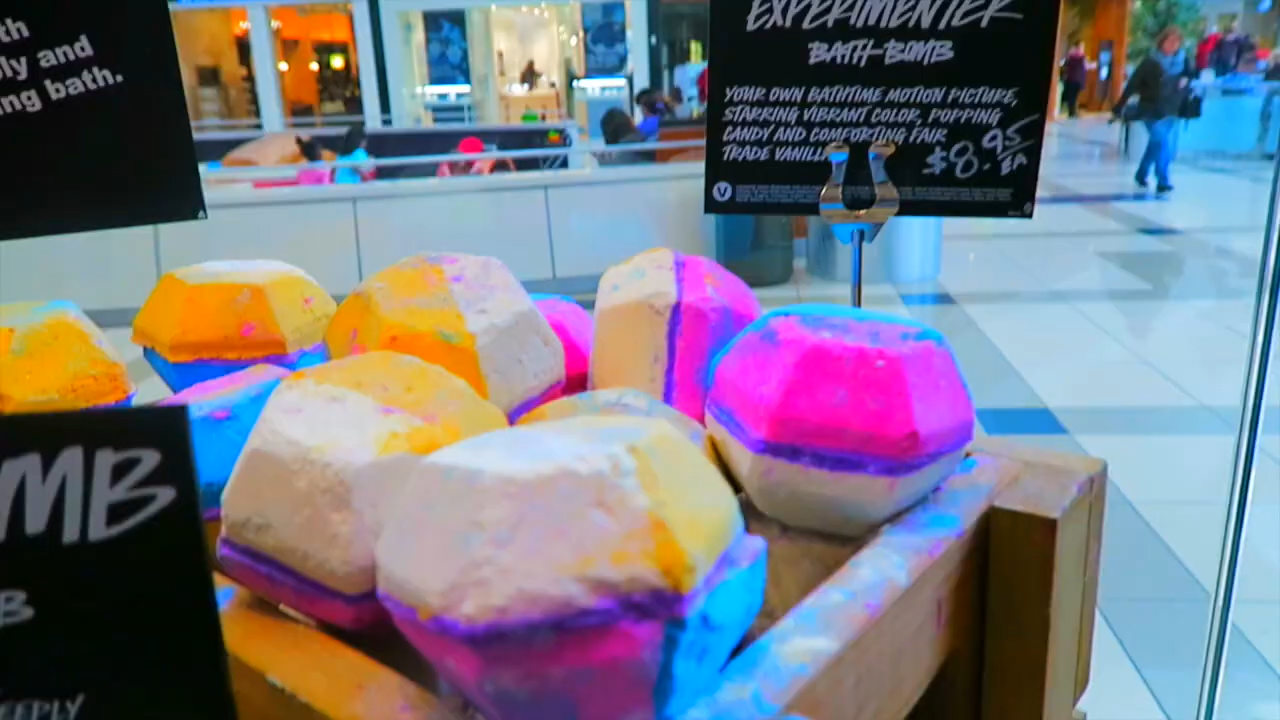 th
ly and
ng bath.
EXPERIMENTER
BATH BOMB
YOUR OWN BATHTIME MOTION PICTURE,
STARRING VIBRANT COLOR, POPPING
CANDY AND COMFORTING FAIR
TRADE VANILL
$8.95/EA
V
MB
B
EEPLY